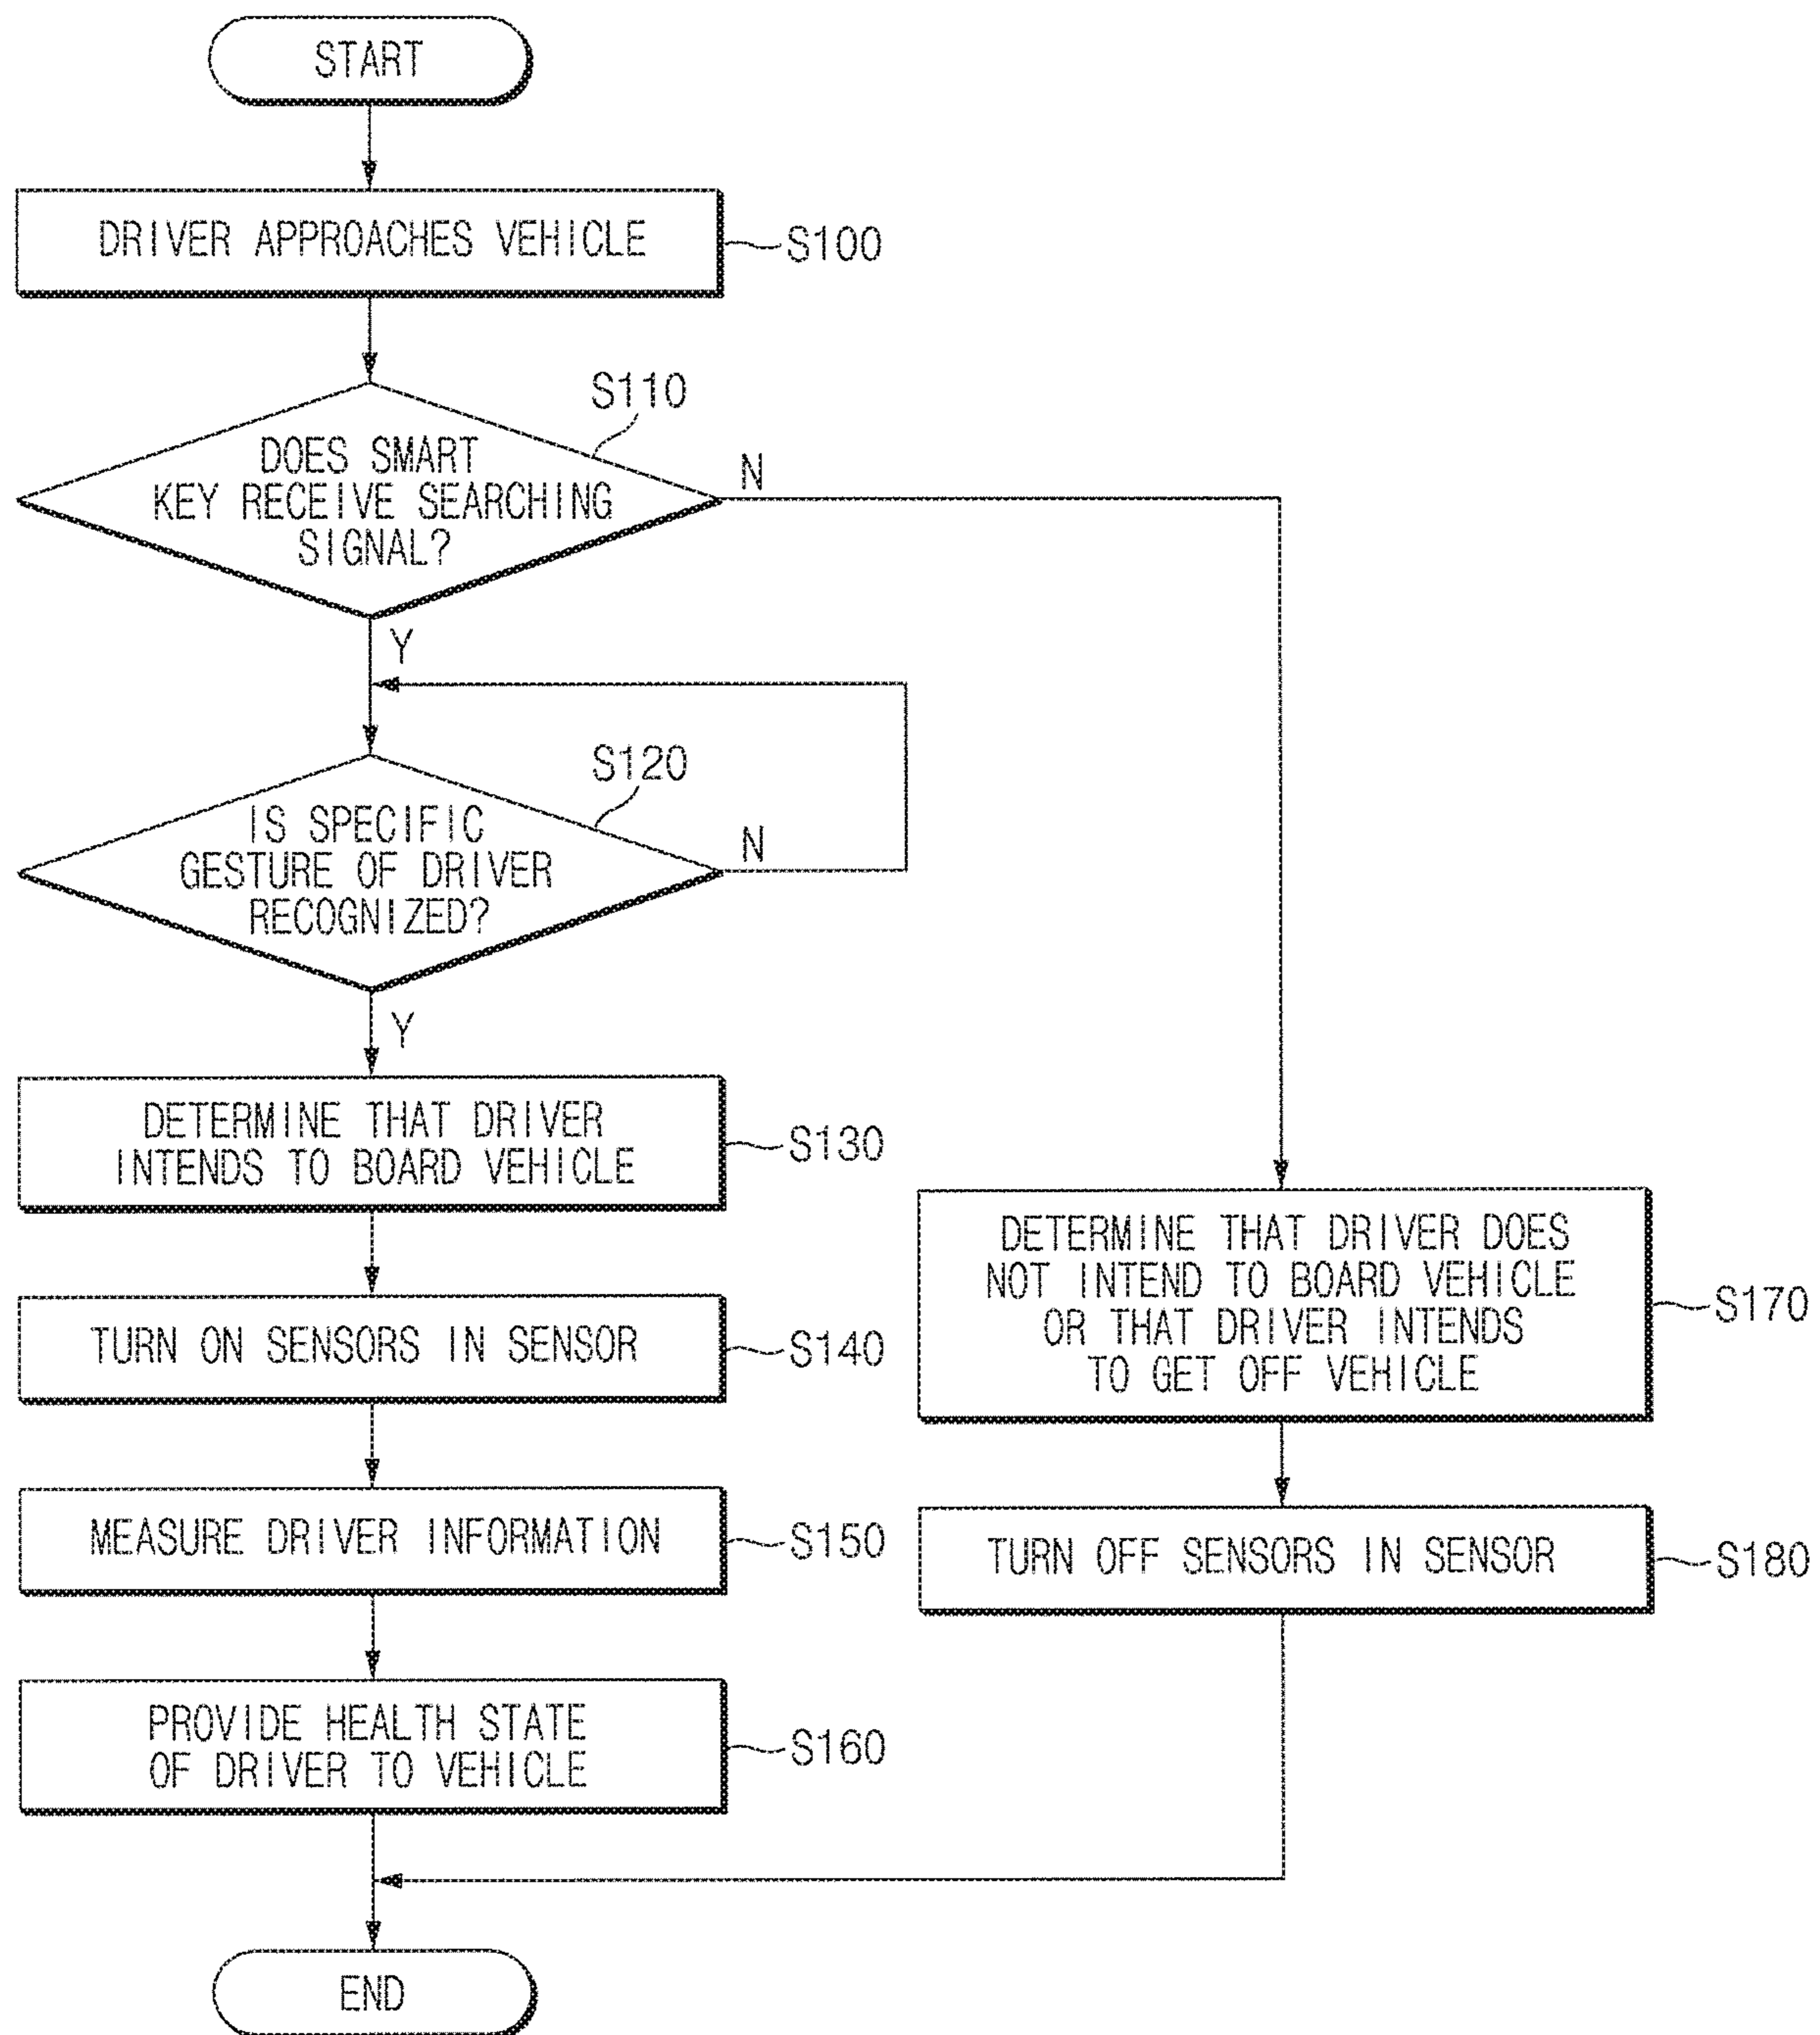 START
DRIVER APPROACHES VEHICLE
S100
S110
DOES SMART
KEY RECEIVE SEARCHING
SIGNAL?
N
Y
S120
IS SPECIFIC
GESTURE OF DRIVER
RECOGNIZED?
N
Y
DETERMINE THAT DRIVER
INTENDS TO BOARD VEHICLE
S130
TURN ON SENSORS IN SENSOR
S140
MEASURE DRIVER INFORMATION
S150
PROVIDE HEALTH STATE
OF DRIVER TO VEHICLE
S160
DETERMINE THAT DRIVER DOES
NOT INTEND TO BOARD VEHICLE
OR THAT DRIVER INTENDS
TO GET OFF VEHICLE
S170
TURN OFF SENSORS IN SENSOR
S180
END